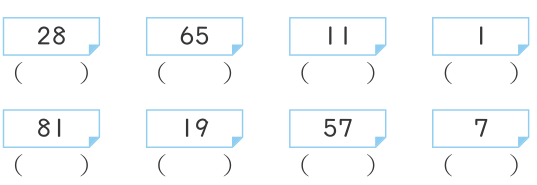 28 65 11 1
( ) ( ) ( ) ( )
81 19 57 7
( ) ( ) ( ) ( )